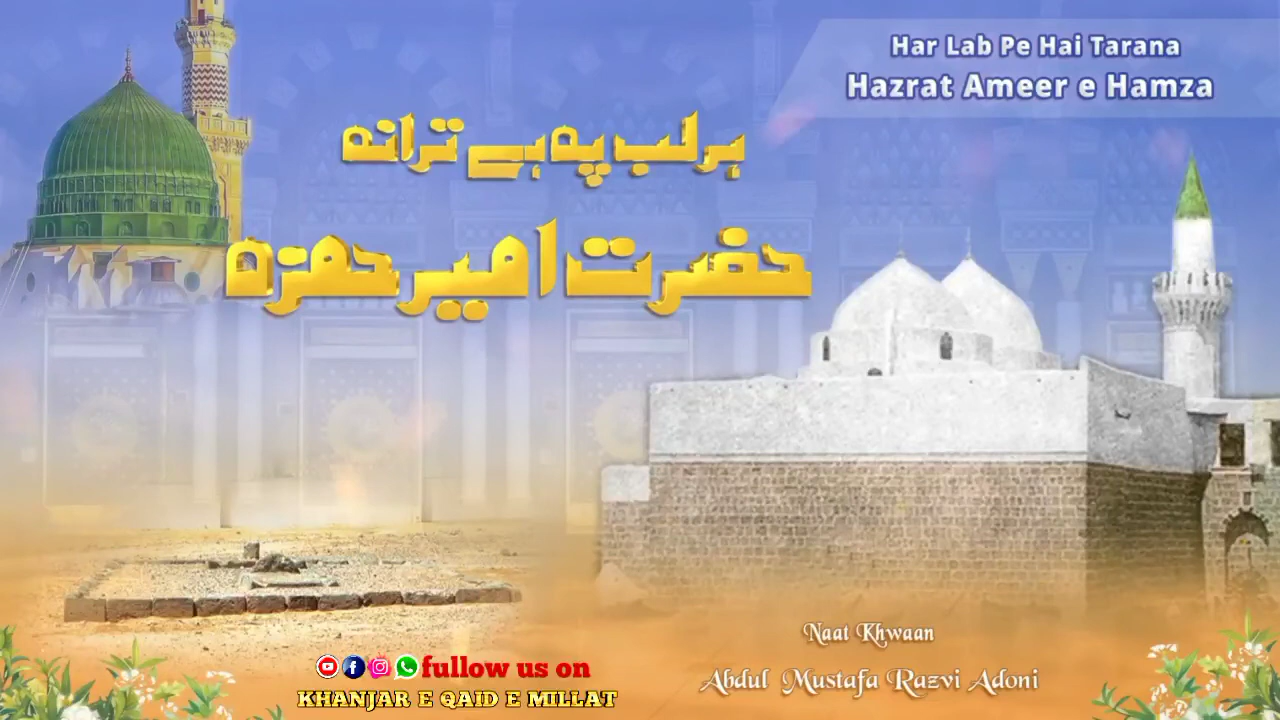 Har Lab Pe Hai Tarana
Hazrat Ameer e Hamza
ہر لب پہ ہے ترانہ
حضرت امیر حمزہ
Naat Khwaan
Abdul Mustafa Razvi Adoni
fullow us on
KHANJAR E QAID E MILLAT